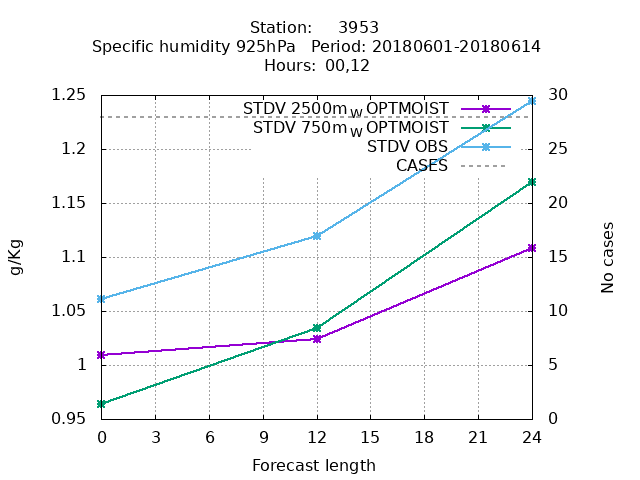 Station: 3953
Specific humidity 925hPa Period: 20180601-20180614
Hours: 00,12
STDV 2500m_W OPTMOIST
STDV 750m_W OPTMOIST
STDV OBS
CASES
g/Kg
1.25
1.2
1.15
1.1
1.05
1
0.95
30
25
20
15
10
5
0
No cases
0 3 6 9 12 15 18 21 24
Forecast length